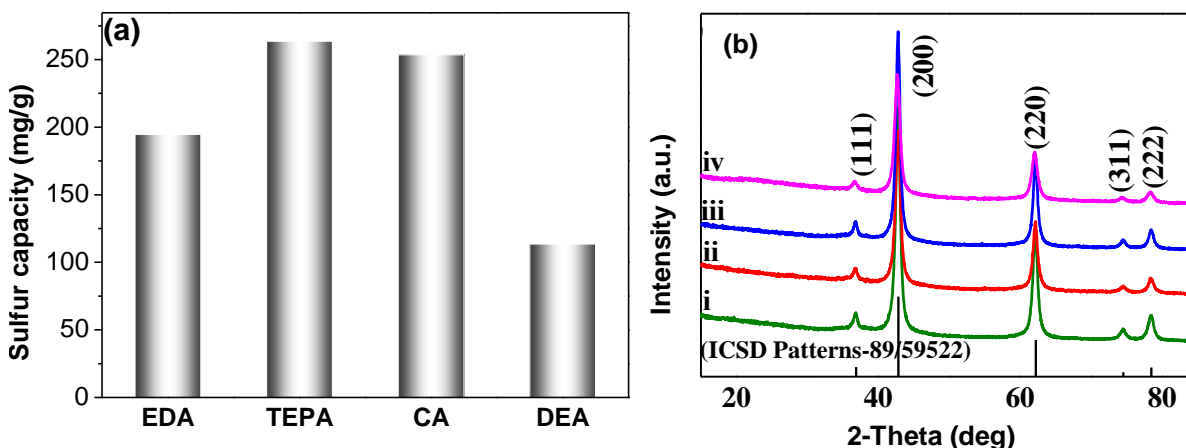 (a)
Sulfur capacity (mg/g)
250
200
150
100
50
0
EDA TEPA CA DEA
(b)
Intensity (a.u.)
(111)
(200)
(220)
(311)
(222)
iv
iii
ii
i
(ICSD Patterns-89/59522)
20 40 60 80
2-Theta (deg)